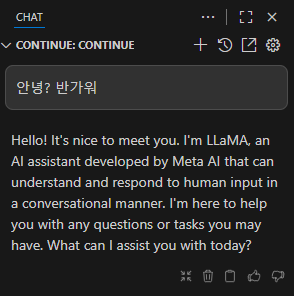 CHAT
CONTINUE: CONTINUE
안녕? 반가워
Hello! It's nice to meet you. I'm LLaMA, an
AI assistant developed by Meta AI that can
understand and respond to human input in
a conversational manner. I'm here to help
you with any questions or tasks you may
have. What can I assist you with today?